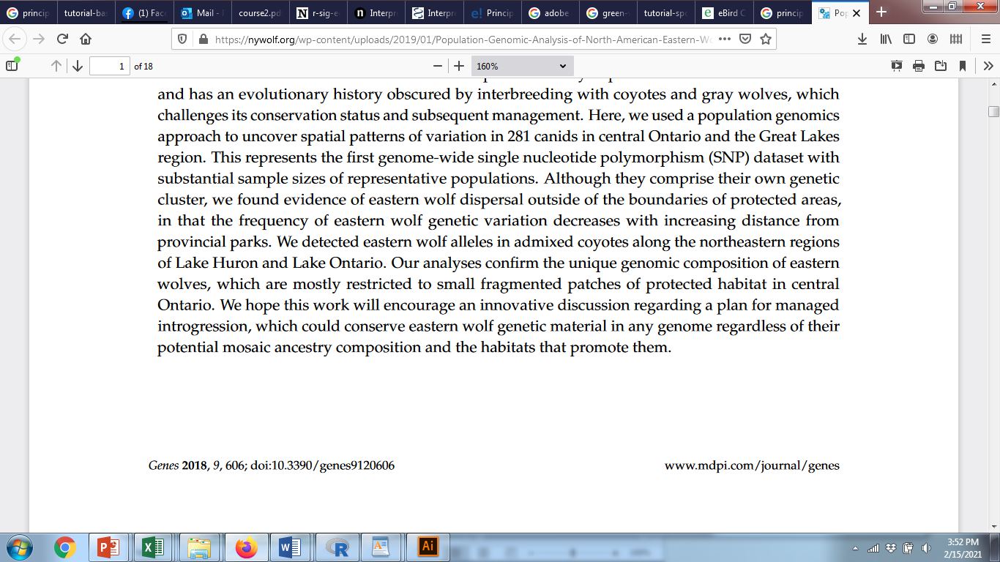 princip
tutorial-bas
(1) Face
Mail -
course2.pd
r-sig-e
Interpre
Interpre
Princip
adobe
green-
tutorial-spe
eBird C
princip
Pop
https://nywolf.org/wp-content/uploads/2019/01/Population-Genomic-Analysis-of-North-American-Eastern-Wo
1 of 18
160%
and has an evolutionary history obscured by interbreeding with coyotes and gray wolves, which
challenges its conservation status and subsequent management. Here, we used a population genomics
approach to uncover spatial patterns of variation in 281 canids in central Ontario and the Great Lakes
region. This represents the first genome-wide single nucleotide polymorphism (SNP) dataset with
substantial sample sizes of representative populations. Although they comprise their own genetic
cluster, we found evidence of eastern wolf dispersal outside of the boundaries of protected areas,
in that the frequency of eastern wolf genetic variation decreases with increasing distance from
provincial parks. We detected eastern wolf alleles in admixed coyotes along the northeastern regions
of Lake Huron and Lake Ontario. Our analyses confirm the unique genomic composition of eastern
wolves, which are mostly restricted to small fragmented patches of protected habitat in central
Ontario. We hope this work will encourage an innovative discussion regarding a plan for managed
introgression, which could conserve eastern wolf genetic material in any genome regardless of their
potential mosaic ancestry composition and the habitats that promote them.
Genes 2018, 9, 606; doi:10.3390/genes9120606
www.mdpi.com/journal/genes
3:52 PM
2/15/2021